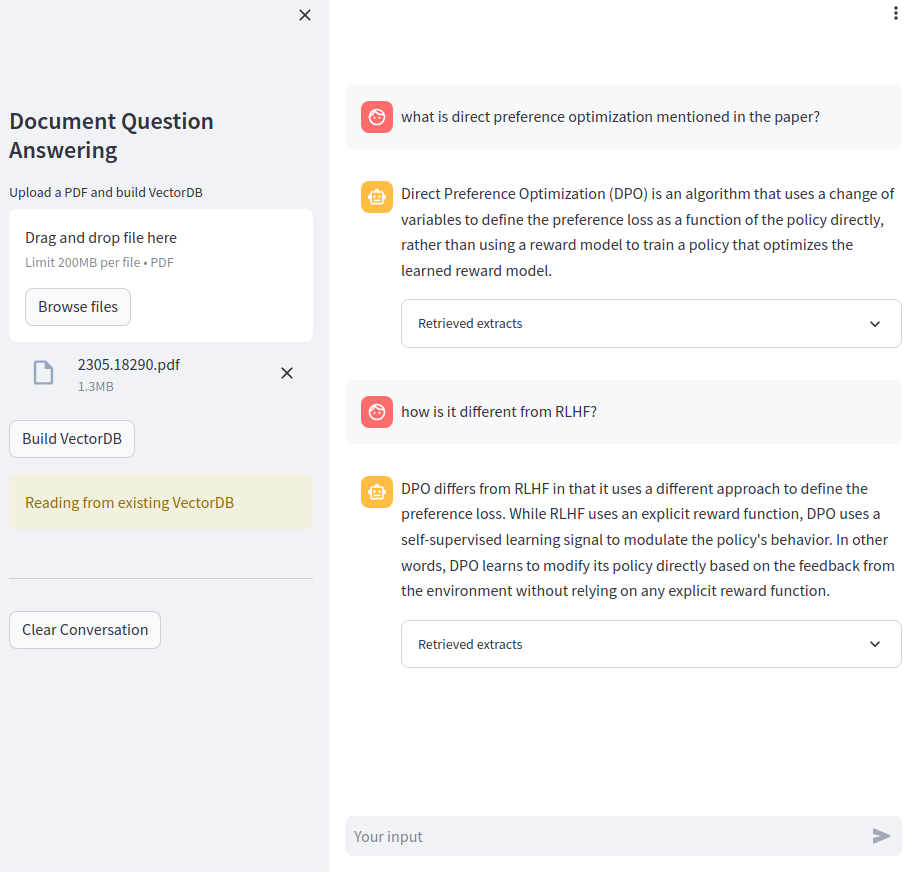 Document Question
Answering
Upload a PDF and build VectorDB
Drag and drop file here
Limit 200MB per file • PDF
Browse files
2305.18290.pdf
1.3MB
Build VectorDB
Reading from existing VectorDB
Clear Conversation
what is direct preference optimization mentioned in the paper?
Direct Preference Optimization (DPO) is an algorithm that uses a change of
variables to define the preference loss as a function of the policy directly,
rather than using a reward model to train a policy that optimizes the
learned reward model.
Retrieved extracts
how is it different from RLHF?
DPO differs from RLHF in that it uses a different approach to define the
preference loss. While RLHF uses an explicit reward function, DPO uses a
self-supervised learning signal to modulate the policy's behavior. In other
words, DPO learns to modify its policy directly based on the feedback from
the environment without relying on any explicit reward function.
Retrieved extracts
Your input